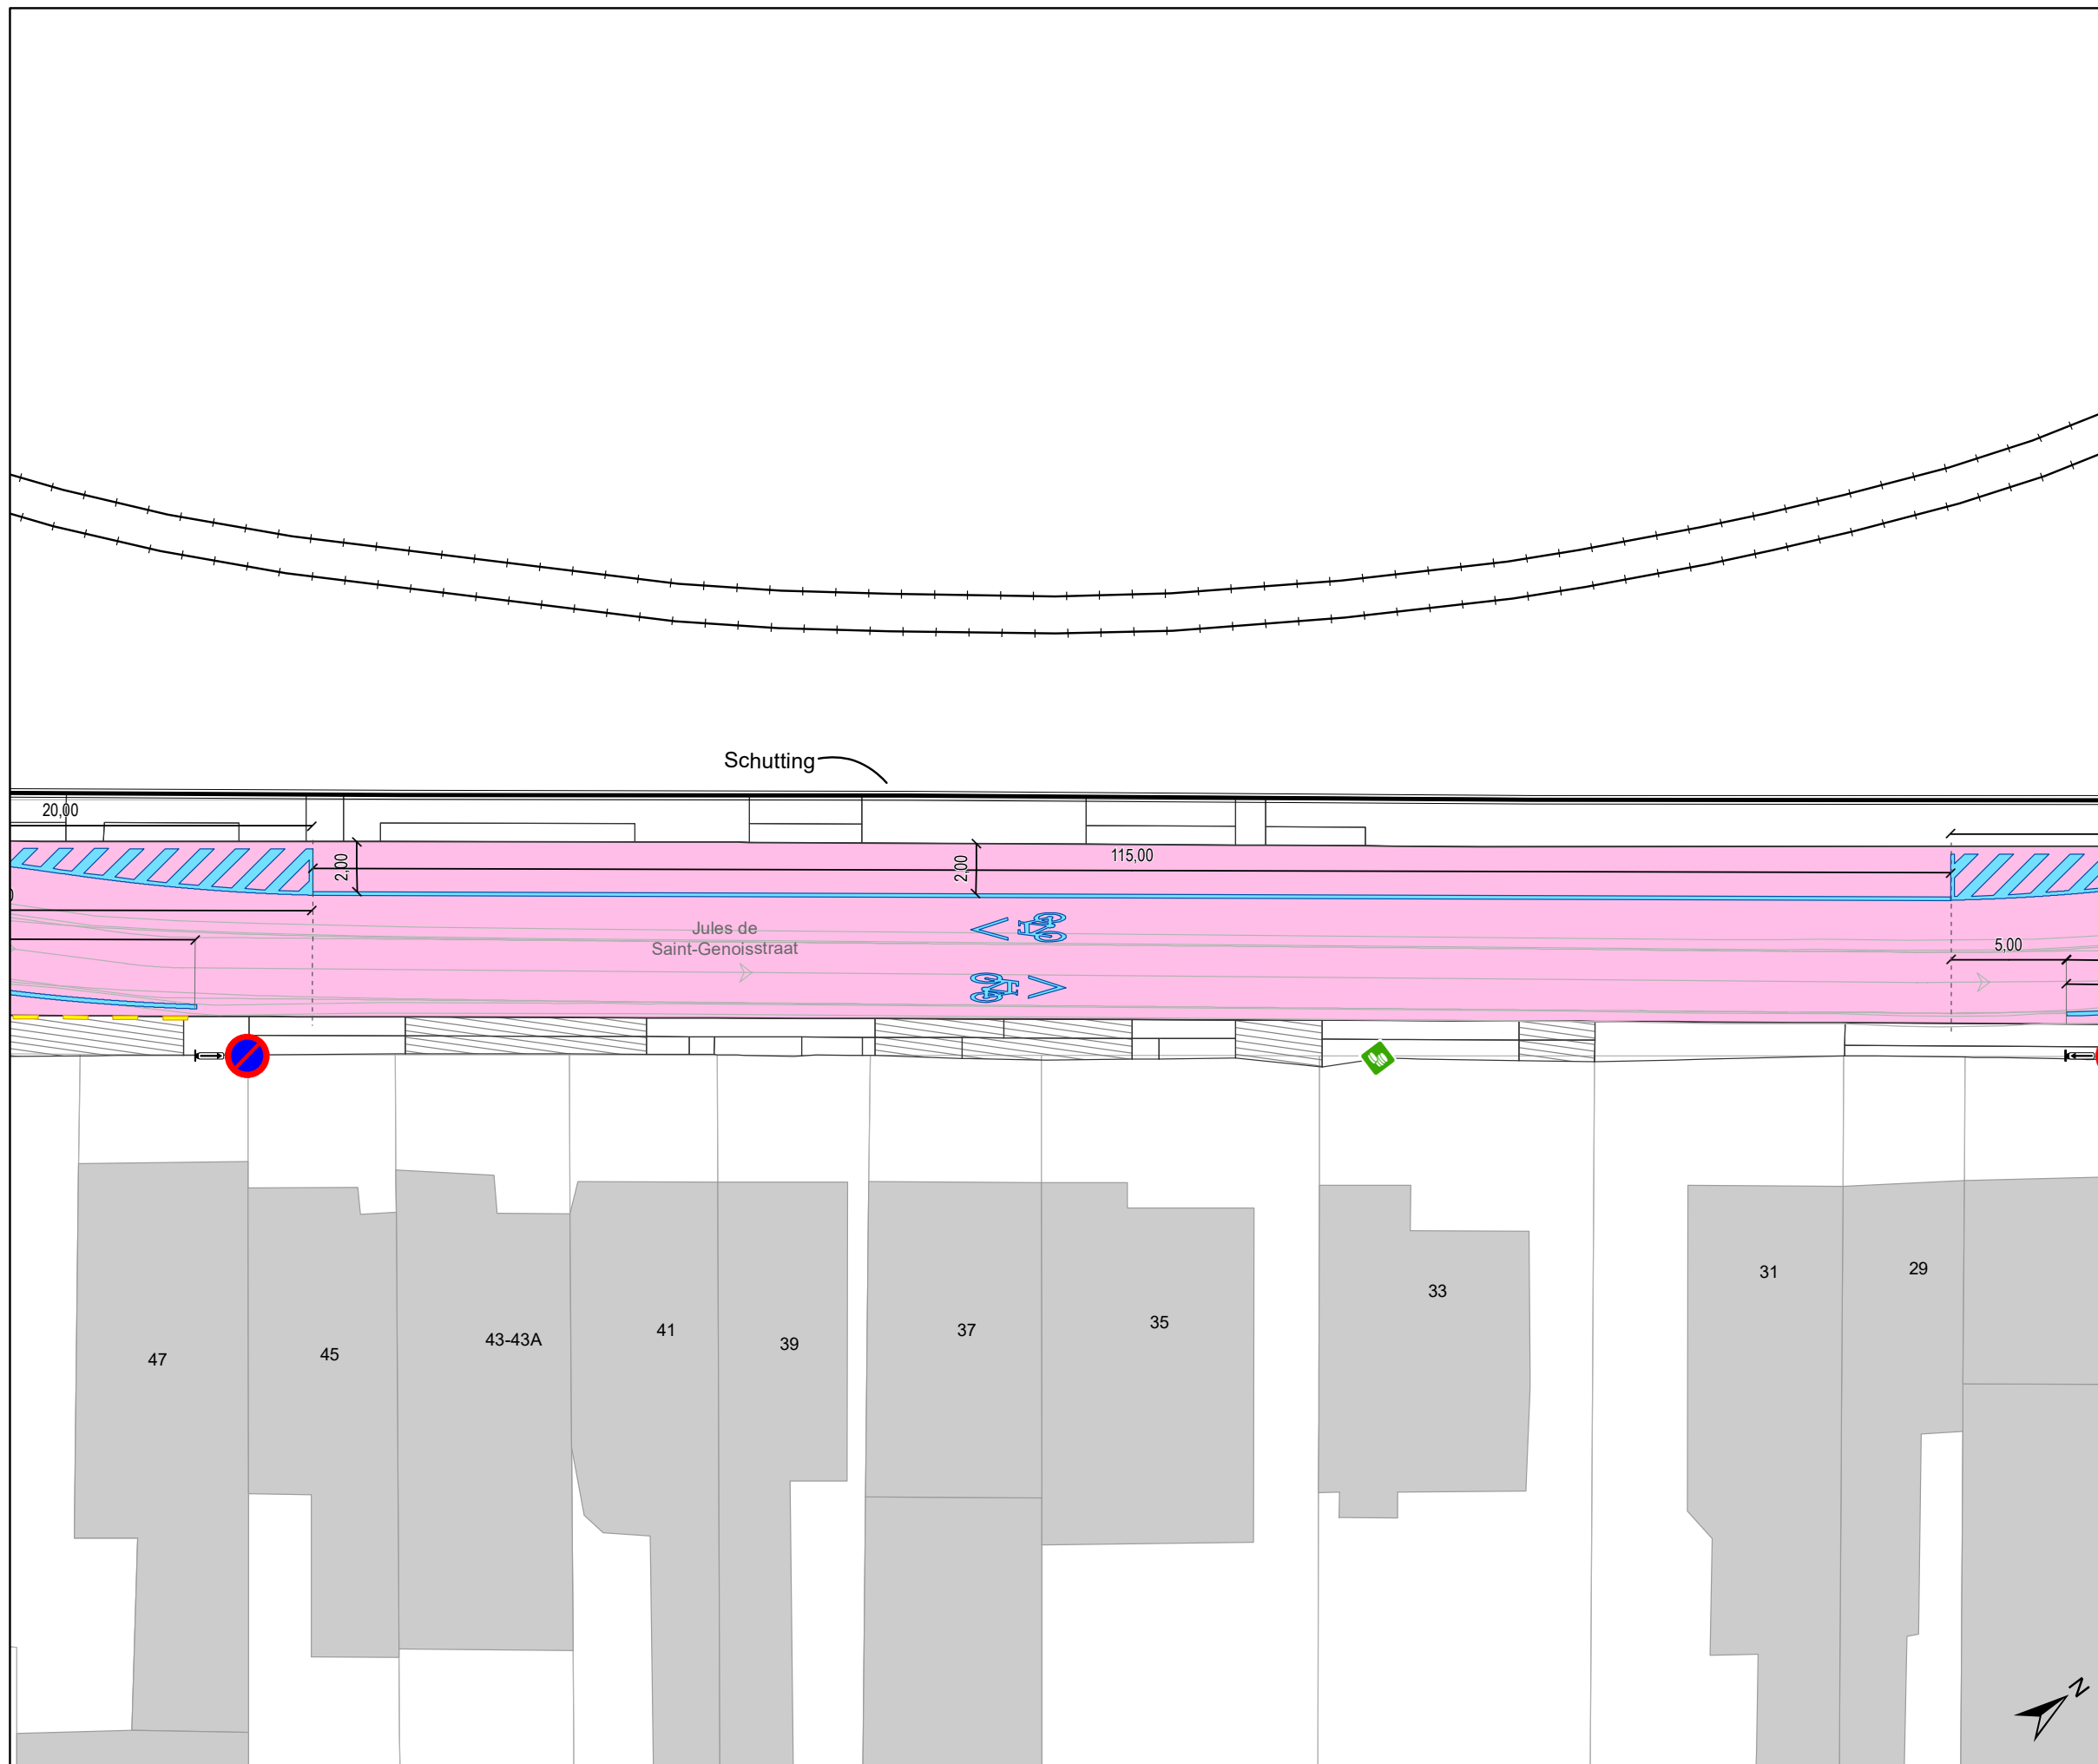 Schutting
20,00
2,00
2,00
115,00
Jules de
Saint-Genoisstraat
5,00
47
45
43-43A
41
39
37
35
33
31
29
N